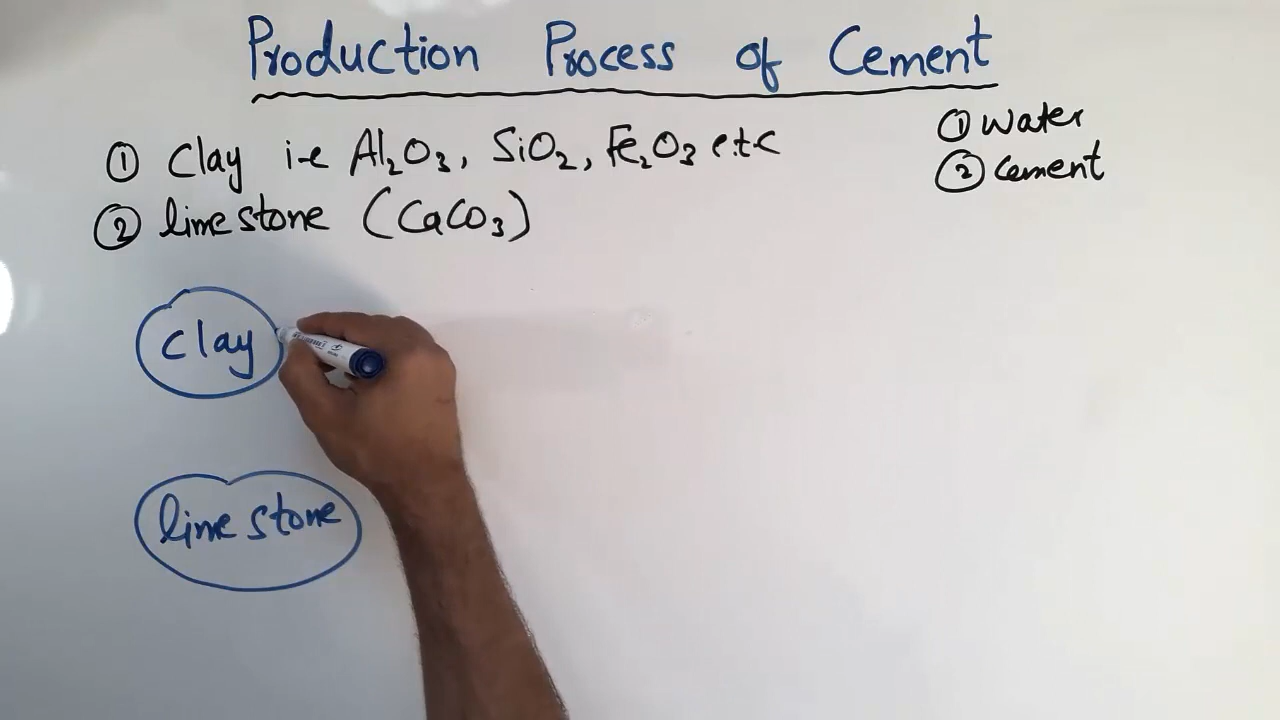 Production Process of Cement
① Clay i-e Al₂O₃, SiO₂, Fe₂O₃ e.t.c
② lime stone (CaCO₃)
① Water
② Cement
clay
lime stone